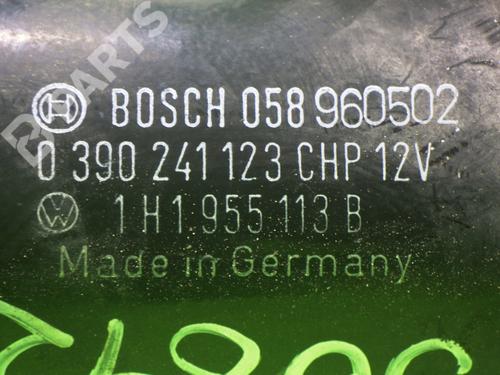 B-PARTS
BOSCH 058 960502
0 390 241 123 CHP 12V
1H1 955 113 B
Made in Germany